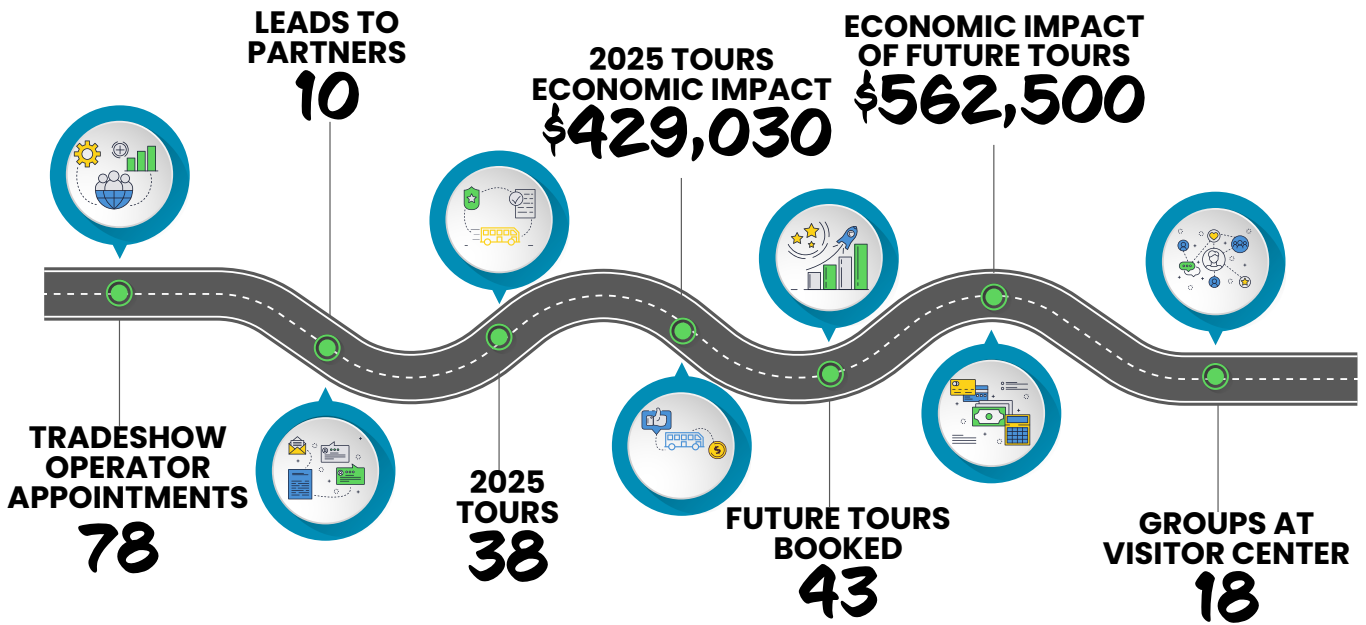 TRADESHOW
OPERATOR
APPOINTMENTS
78
LEADS TO
PARTNERS
10
2025
TOURS
38
2025 TOURS
ECONOMIC IMPACT
$429,030
FUTURE TOURS
BOOKED
43
ECONOMIC IMPACT
OF FUTURE TOURS
$562,500
GROUPS AT
VISITOR CENTER
18